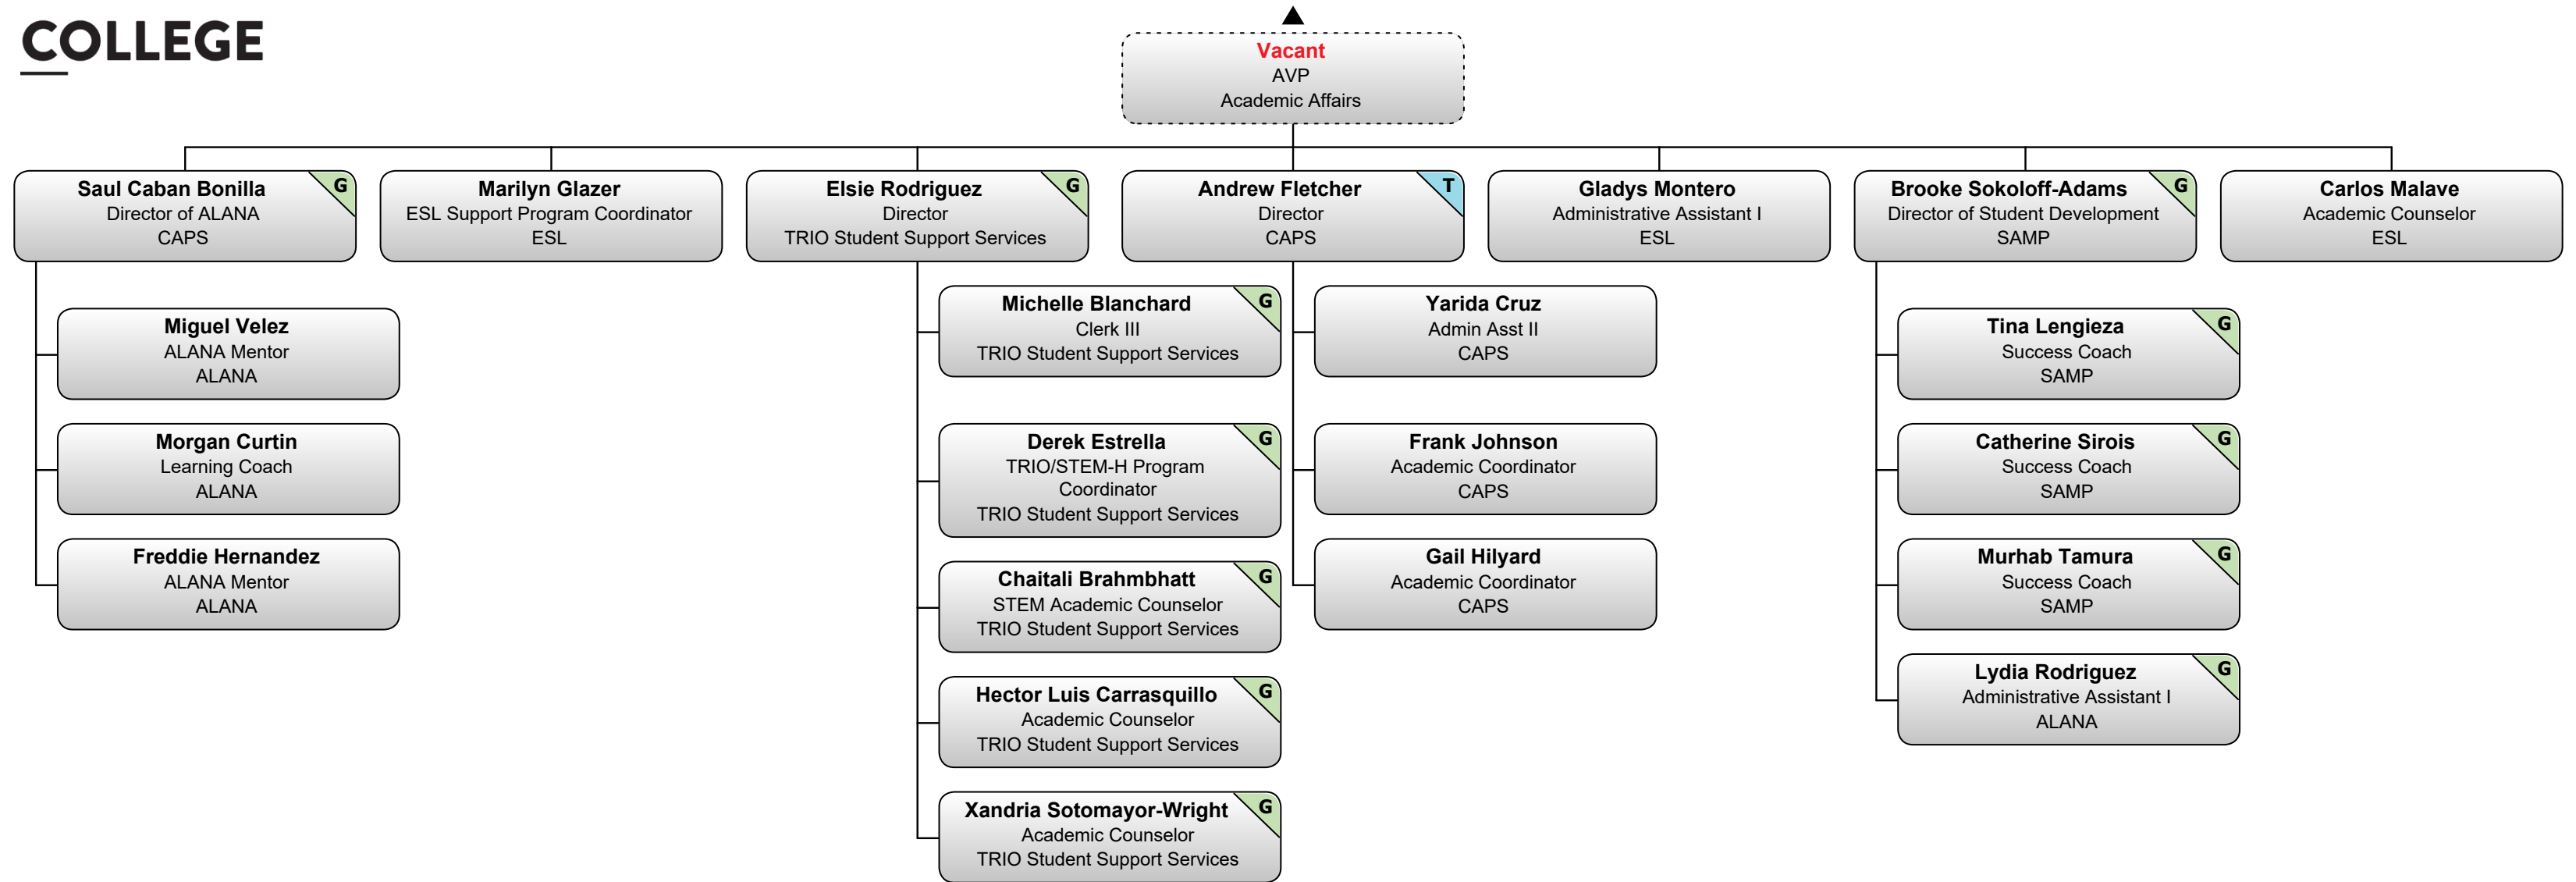 COLLEGE
Vacant
AVP
Academic Affairs
Saul Caban Bonilla
Director of ALANA
CAPS
G
Marilyn Glazer
ESL Support Program Coordinator
ESL
Elsie Rodriguez
Director
TRIO Student Support Services
G
Andrew Fletcher
Director
CAPS
T
Gladys Montero
Administrative Assistant I
ESL
Brooke Sokoloff-Adams
Director of Student Development
SAMP
G
Carlos Malave
Academic Counselor
ESL
Miguel Velez
ALANA Mentor
ALANA
Morgan Curtin
Learning Coach
ALANA
Freddie Hernandez
ALANA Mentor
ALANA
Michelle Blanchard
Clerk III
TRIO Student Support Services
G
Derek Estrella
TRIO/STEM-H Program
Coordinator
TRIO Student Support Services
G
Chaitali Brahmbhatt
STEM Academic Counselor
TRIO Student Support Services
G
Hector Luis Carrasquillo
Academic Counselor
TRIO Student Support Services
G
Xandria Sotomayor-Wright
Academic Counselor
TRIO Student Support Services
G
Yarida Cruz
Admin Asst II
CAPS
Frank Johnson
Academic Coordinator
CAPS
Gail Hilyard
Academic Coordinator
CAPS
Tina Lengieza
Success Coach
SAMP
G
Catherine Sirois
Success Coach
SAMP
G
Murhab Tamura
Success Coach
SAMP
G
Lydia Rodriguez
Administrative Assistant I
ALANA
G